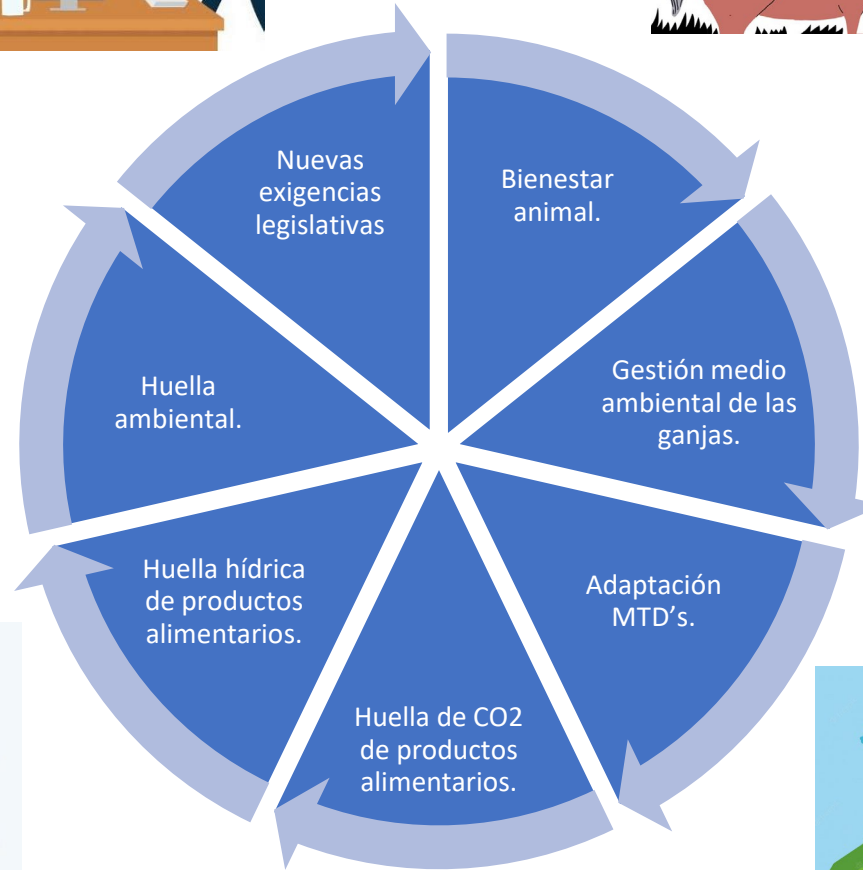 Nuevas
exigencias
legislativas
Bienestar
animal.
Gestión medio
ambiental de las
ganjas.
Adaptación
MTD’s.
Huella de CO2
de productos
alimentarios.
Huella hídrica
de productos
alimentarios.
Huella
ambiental.